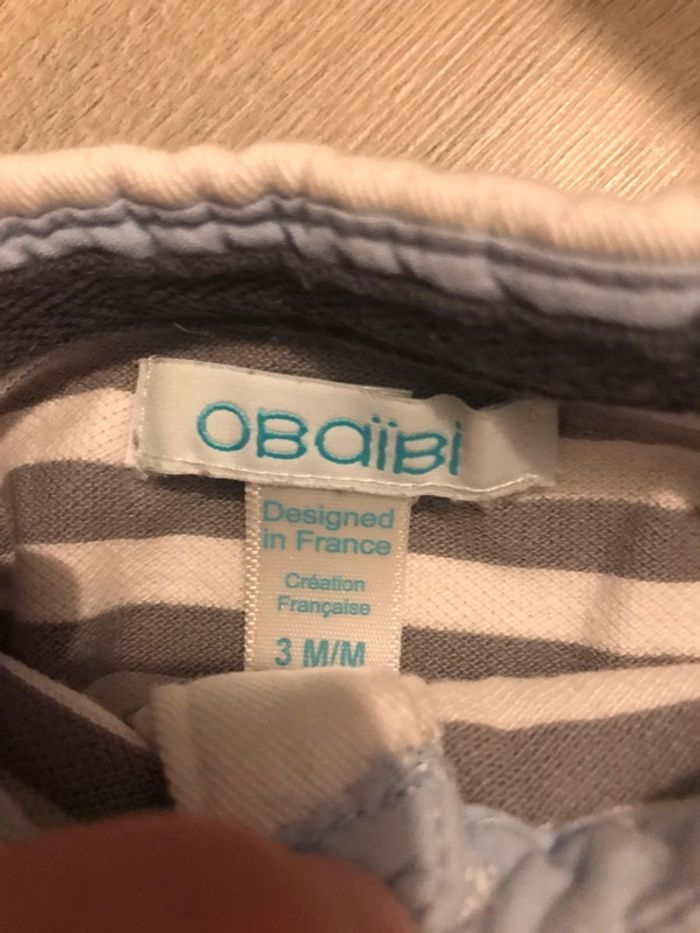 OBaïBi
Designed
in France
Création
Française
3 M/M